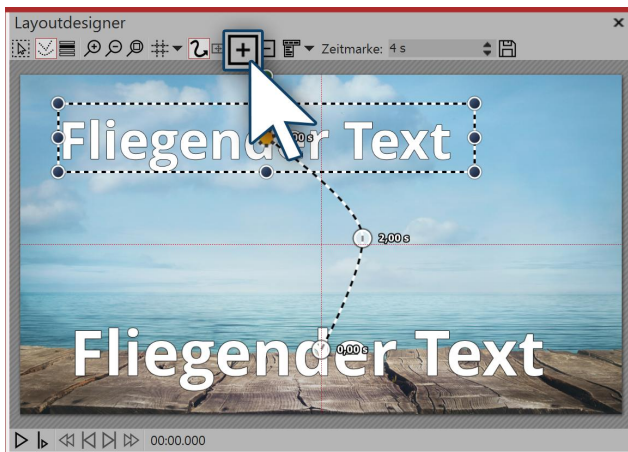 Layoutdesigner
Zeitmarke: 4 s
Fliegender Text
2,00 s
Fliegender Text
0,00 s
00:00.000